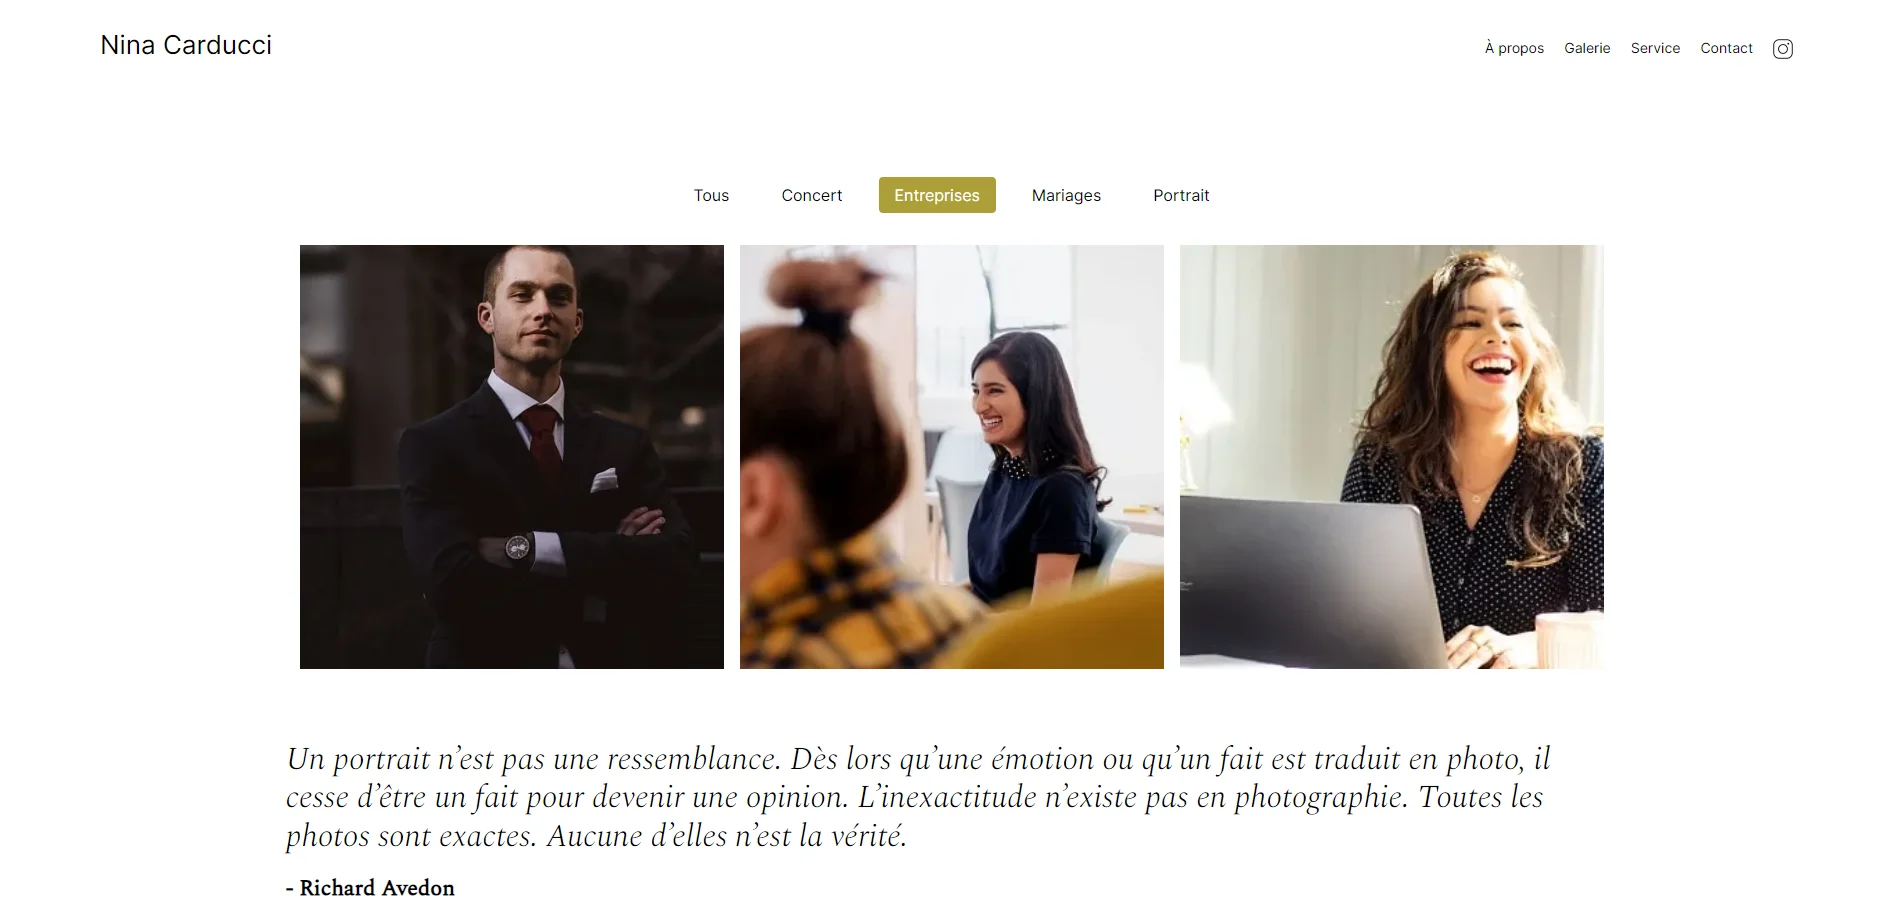 Nina Carducci
À propos Galerie Service Contact
Tous Concert Entreprises Mariages Portrait
Un portrait n’est pas une ressemblance. Dès lors qu’une émotion ou qu’un fait est traduit en photo, il
cesse d’être un fait pour devenir une opinion. L’inexactitude n’existe pas en photographie. Toutes les
photos sont exactes. Aucune d’elles n’est la vérité.
- Richard Avedon